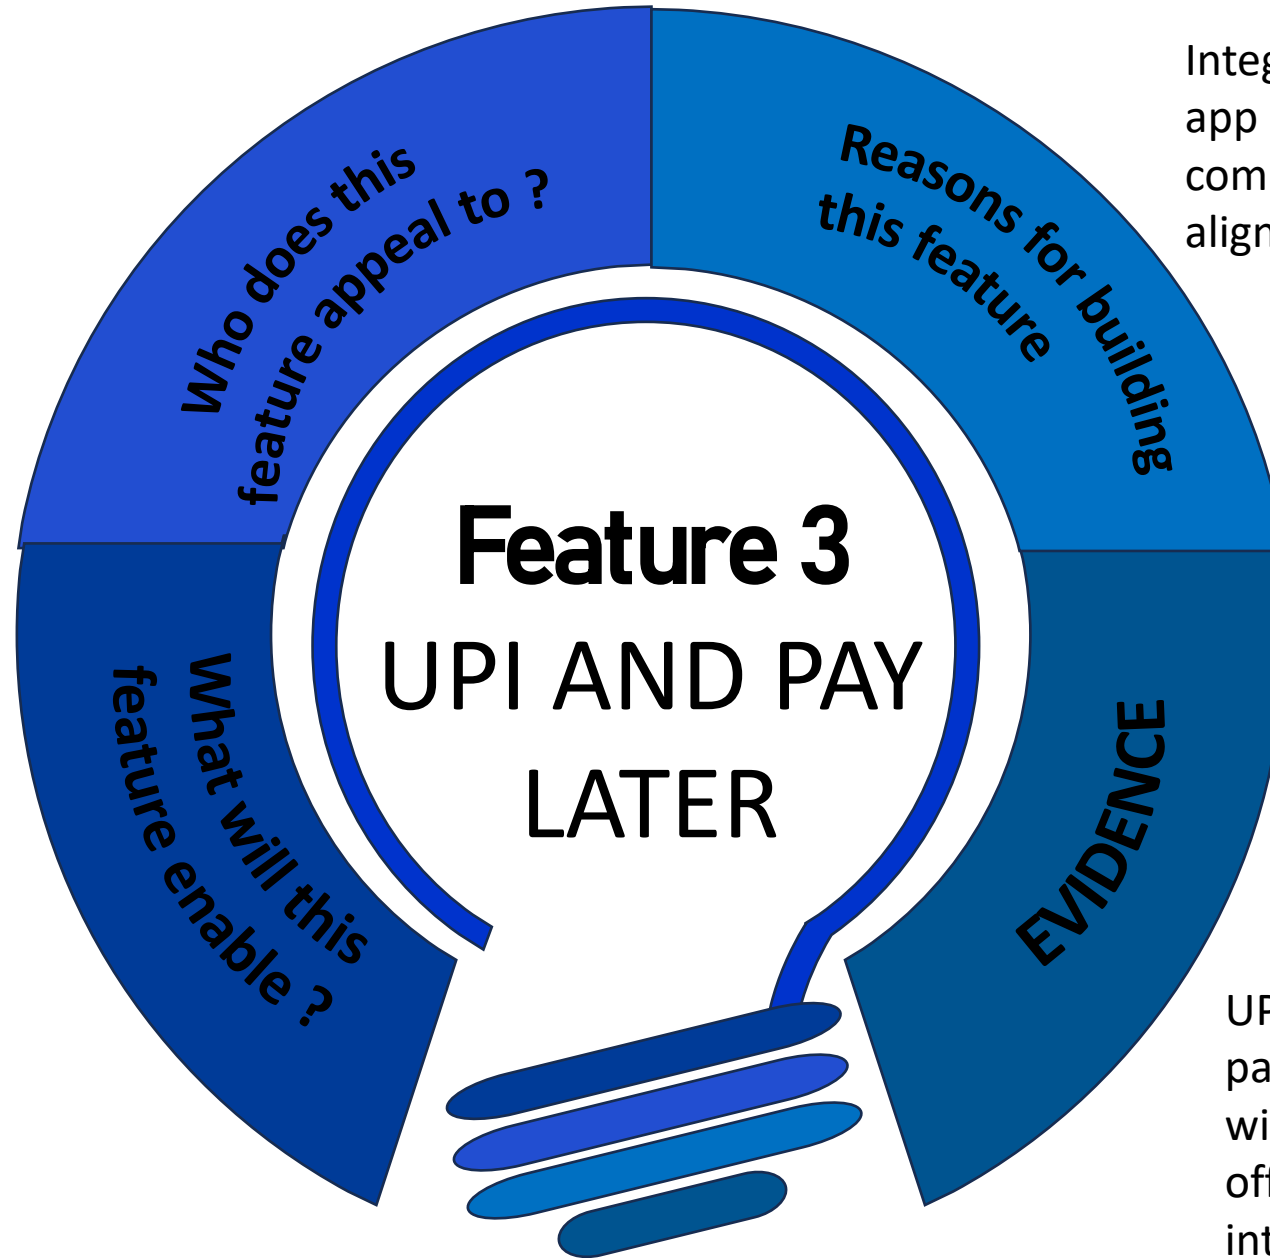 Who does this
feature appeal to ?
Reasons for building
this feature
Feature 3
UPI AND PAY
LATER
What will this
feature enable ?
EVIDENCE
app